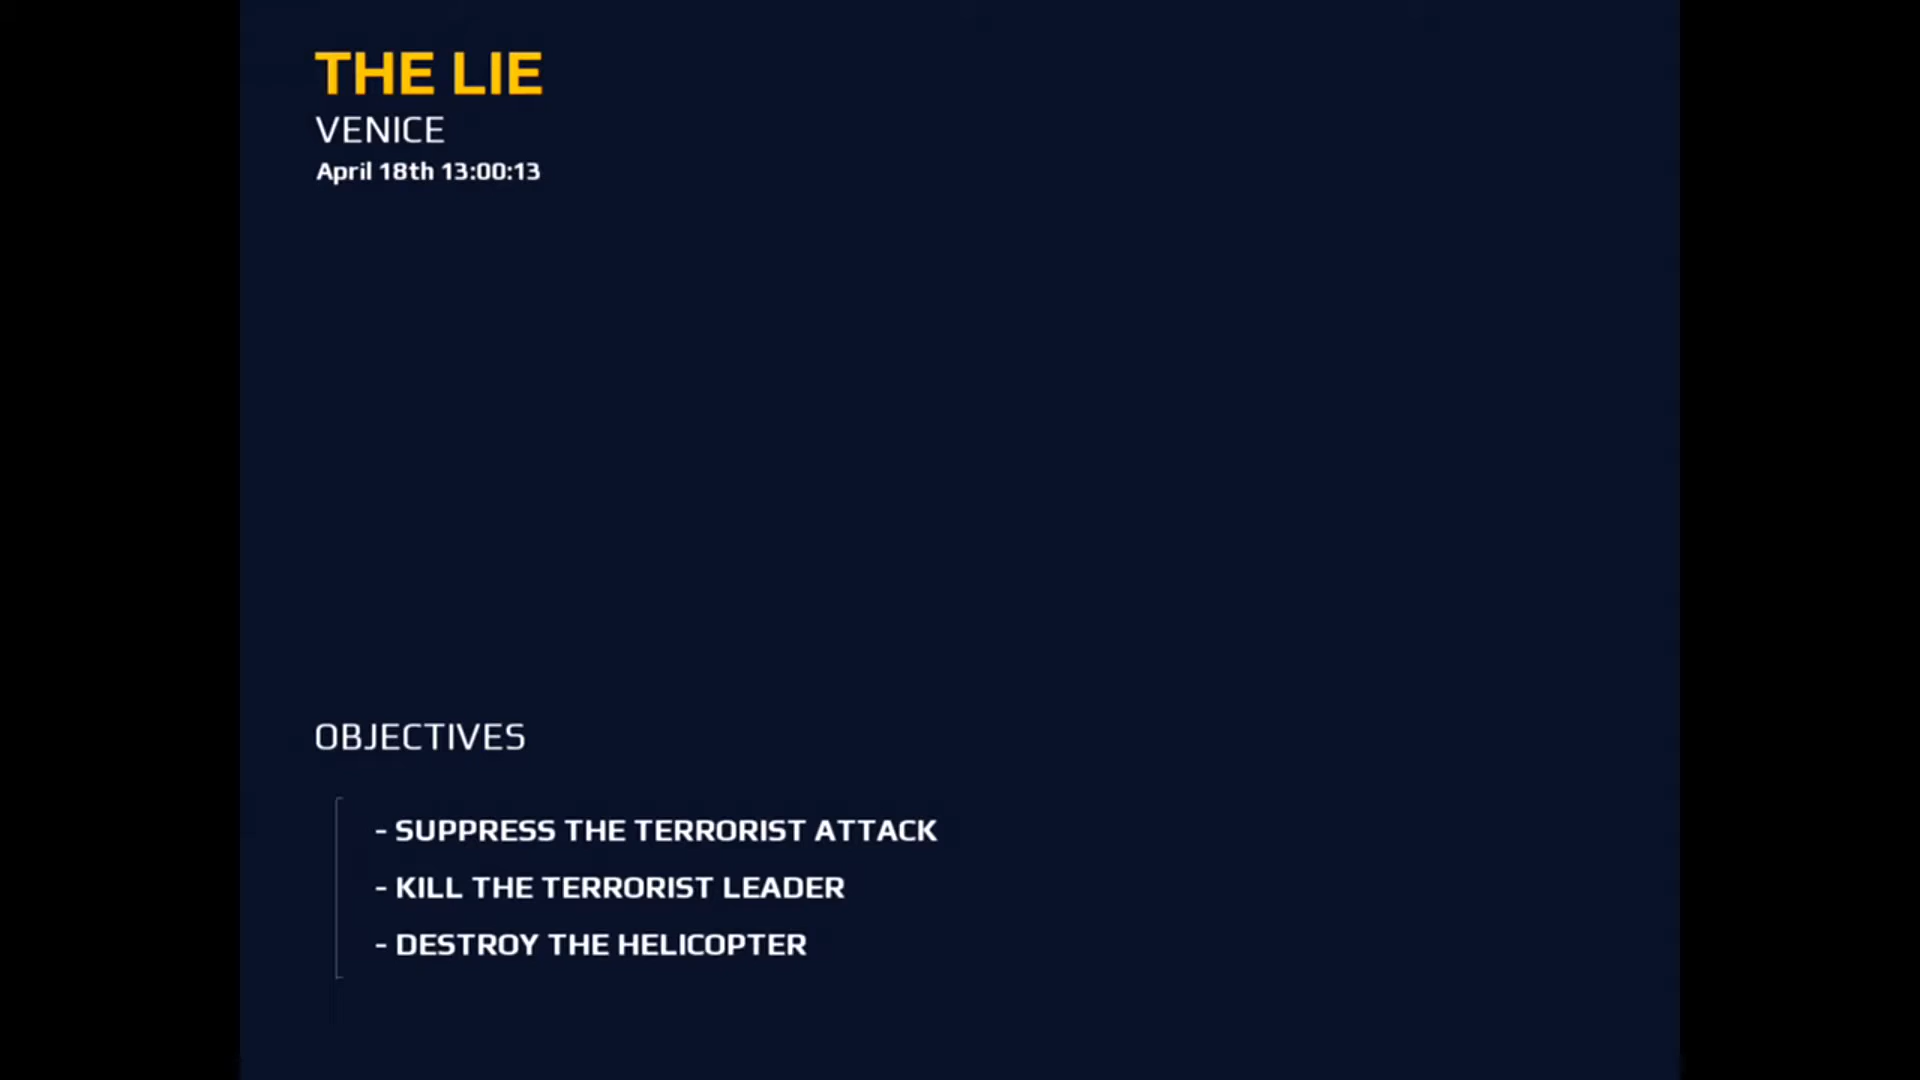 THE LIE
VENICE
April 18th 13:00:13
OBJECTIVES
- SUPPRESS THE TERRORIST ATTACK
- KILL THE TERRORIST LEADER
- DESTROY THE HELICOPTER